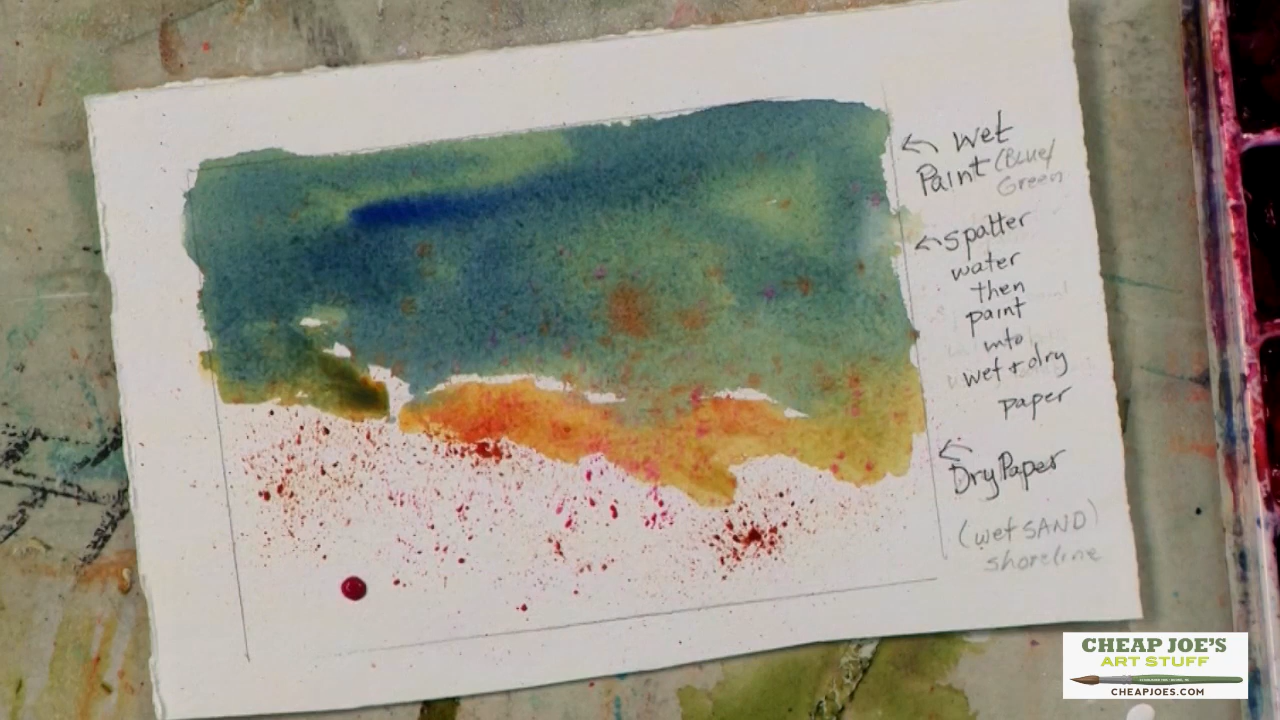 ← Wet
Paint (Blue/
Green
← Spatter
water
then
paint
into
wet + dry
paper
←
Dry Paper
(wet SAND)
shoreline
CHEAP JOE'S
ART STUFF
CHEAPJOES.COM